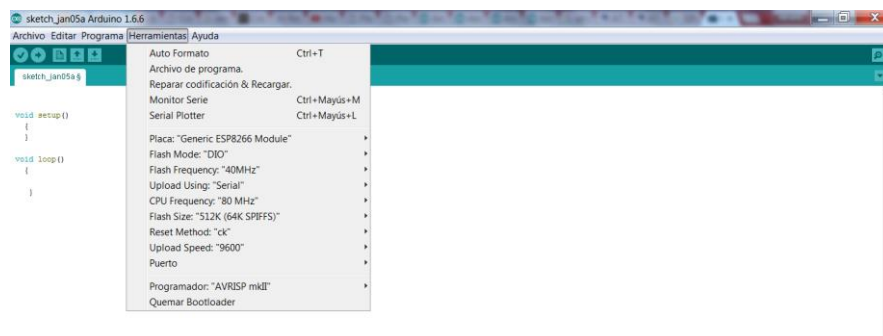 sketch_jan05a Arduino 1.6.6
Archivo Editar Programa Herramientas Ayuda
sketch_jan05a §
Auto Formato Ctrl+T
Archivo de programa.
Reparar codificación & Recargar.
Monitor Serie Ctrl+Mayús+M
Serial Plotter Ctrl+Mayús+L
Placa: "Generic ESP8266 Module"
Flash Mode: "DIO"
Flash Frequency: "40MHz"
Upload Using: "Serial"
CPU Frequency: "80 MHz"
Flash Size: "512K (64K SPIFFS)"
Reset Method: "ck"
Upload Speed: "9600"
Puerto
Programador: "AVRISP mkII"
Quemar Bootloader
void setup()
{
}
void loop()
{
}